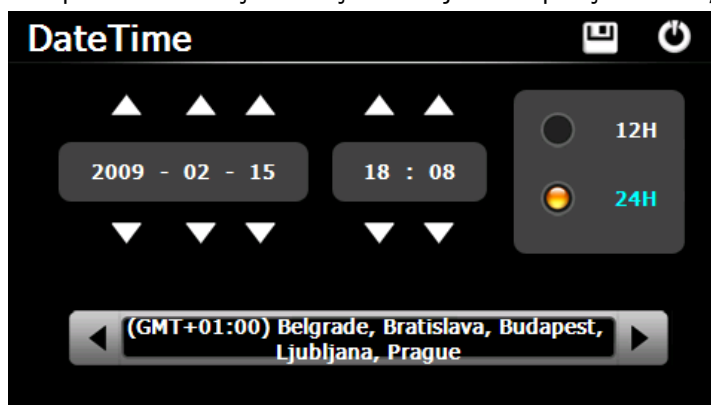 DateTime
2009 - 02 - 15
18 : 08
12H
24H
(GMT+01:00) Belgrade, Bratislava, Budapest,
Ljubljana, Prague